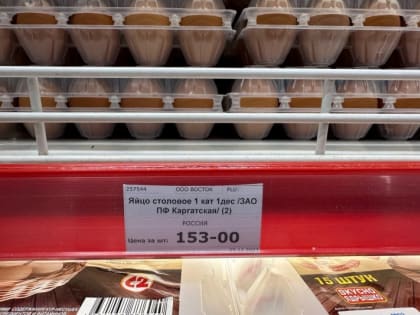 257544 ООО ВОСТОК PLU:
Яйцо столовое 1 кат 1дес /ЗАО
ПФ Каргатская/ (2)
РОССИЯ
Цена за шт: 153-00
15 ШТУК
ВКУСНО